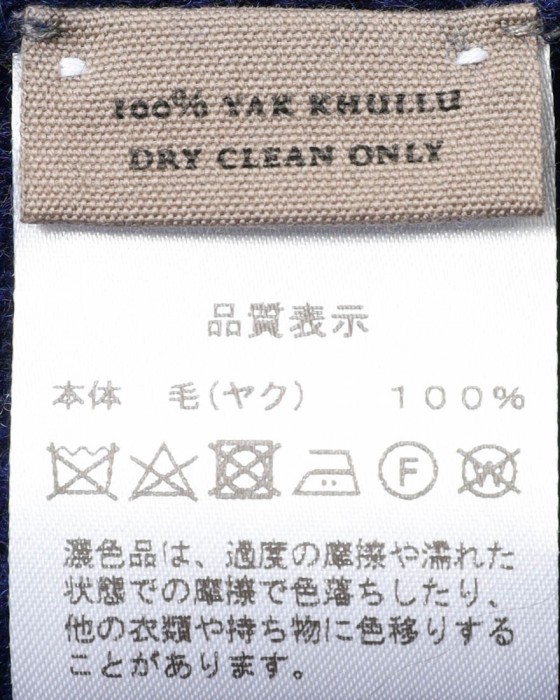 100% YAK KHULLU
DRY CLEAN ONLY
品質表示
本体 毛(ヤク) 100%
F W
濃色品は、過度の摩擦や濡れた
状態での摩擦で色落ちしたり、
他の衣類や持ち物に色移りする
ことがあります。